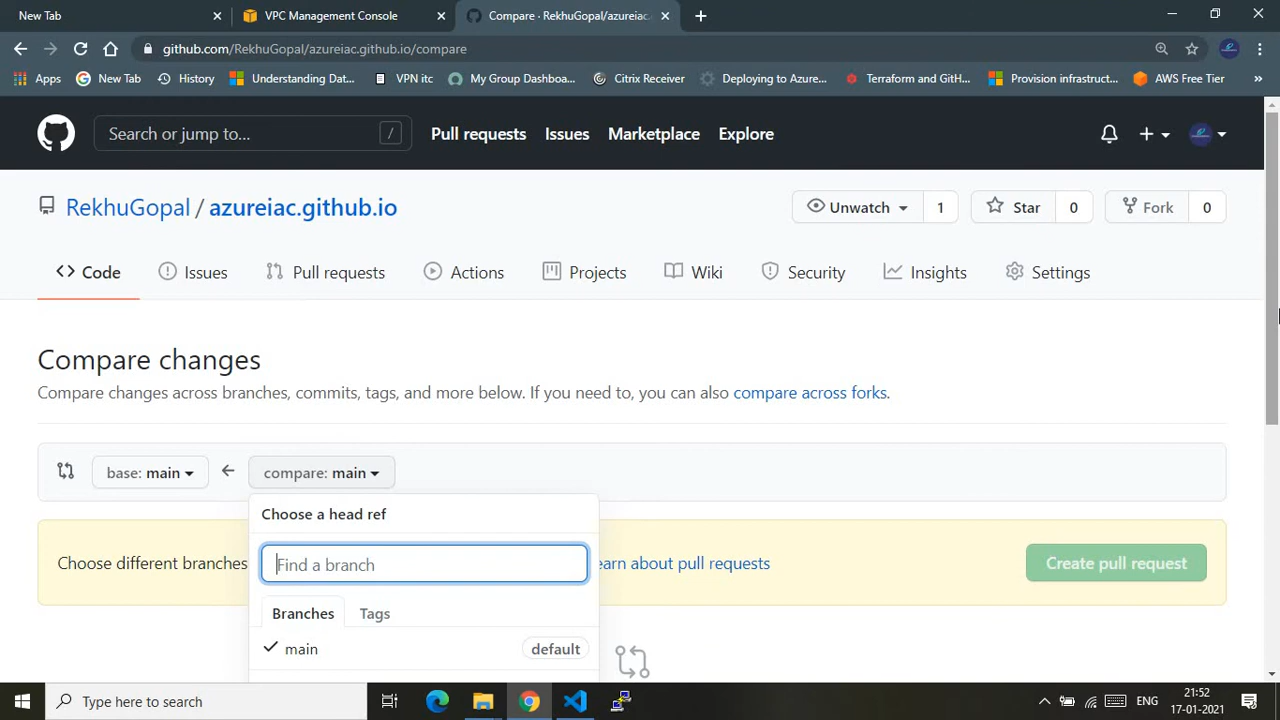 New Tab
VPC Management Console
Compare · RekhuGopal/azureiac.
github.com/RekhuGopal/azureiac.github.io/compare
Apps
New Tab
History
Understanding Dat...
VPN itc
My Group Dashboa...
Citrix Receiver
Deploying to Azure...
Terraform and GitH...
Provision infrastruct...
AWS Free Tier
»
Search or jump to...
/
Pull requests
Issues
Marketplace
Explore
RekhuGopal / azureiac.github.io
Unwatch
1
Star
0
Fork
0
Code
Issues
Pull requests
Actions
Projects
Wiki
Security
Insights
Settings
Compare changes
Compare changes across branches, commits, tags, and more below. If you need to, you can also compare across forks.
base: main
compare: main
Choose a head ref
Find a branch
Choose different branches
earn about pull requests
Create pull request
Branches
Tags
main
default
Type here to search
ENG
21:52
17-01-2021